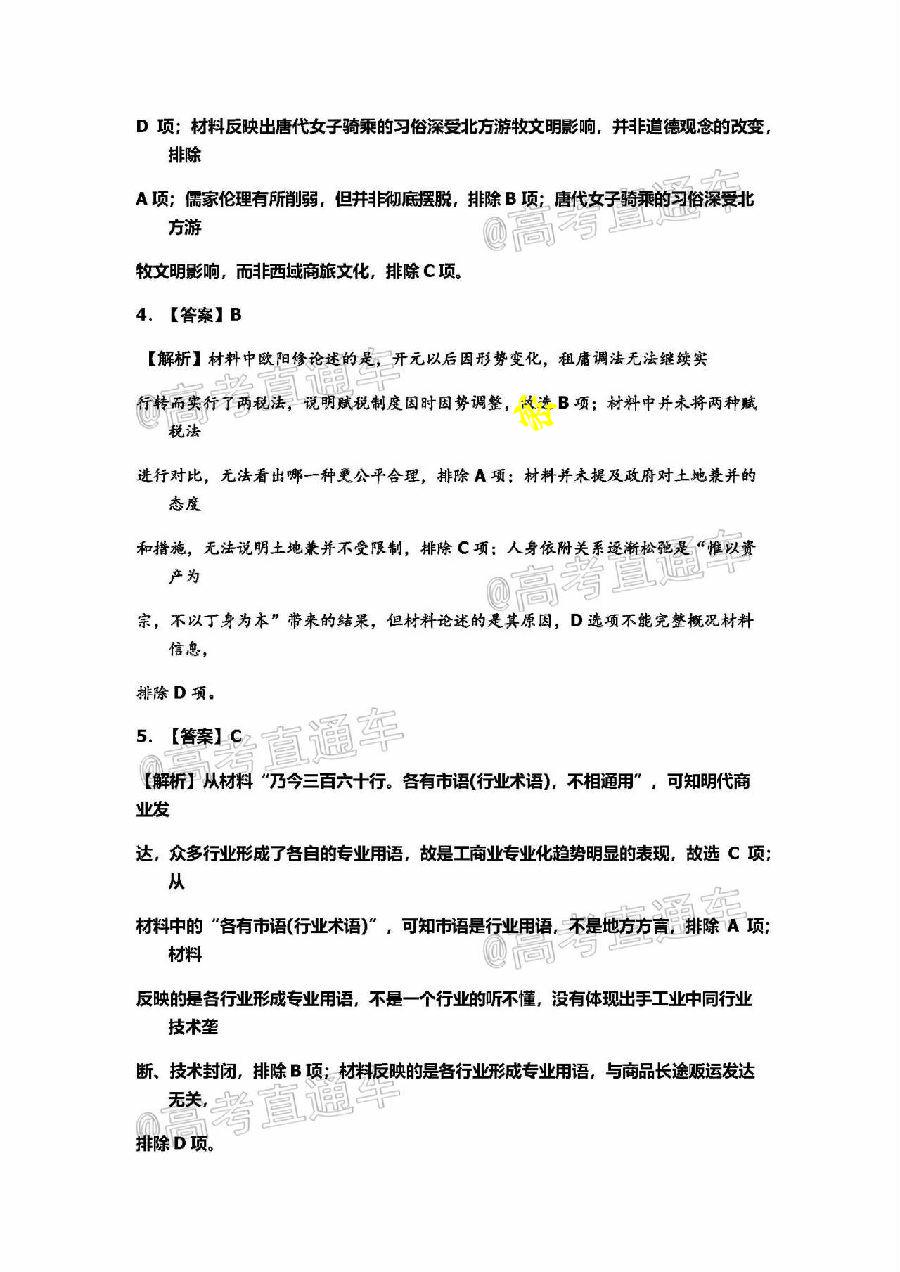 D 项；材料反映出唐代女子骑乘的习俗深受北方游牧文明影响，并非道德观念的改变，
排除
A 项；儒家伦理有所削弱，但并非彻底摆脱，排除 B 项；唐代女子骑乘的习俗深受北
方游
牧文明影响，而非西域商旅文化，排除 C 项。
@高考直通车
4．【答案】B
【解析】材料中欧阳修论述的是，开元以后因形势变化，租庸调法无法继续实
@高考直通车
行转而实行了两税法，说明赋税制度因时因势调整，故选 B 项；材料中并未将两种赋
税法
进行对比，无法看出哪一种更公平合理，排除 A 项；材料并未提及政府对土地兼并的
态度
和措施，无法说明土地兼并不受限制，排除 C 项；人身依附关系逐渐松弛是“惟以资
产为
@高考直通车
宗，不以丁身为本”带来的结果，但材料论述的是其原因，D 选项不能完整概况材料
信息，
排除 D 项。
5．【答案】C
@高考直通车
【解析】从材料“乃今三百六十行。各有市语(行业术语)，不相通用”，可知明代商
业发
达，众多行业形成了各自的专业用语，故是工商业专业化趋势明显的表现，故选 C 项；
从
材料中的“各有市语(行业术语)”，可知市语是行业用语，不是地方方言，排除 A 项；
材料
@高考直通车
反映的是各行业形成专业用语，不是一个行业的听不懂，没有体现出手工业中同行业
技术垄
断、技术封闭，排除 B 项；材料反映的是各行业形成专业用语，与商品长途贩运发达
无关，
@高考直通车
排除 D 项。